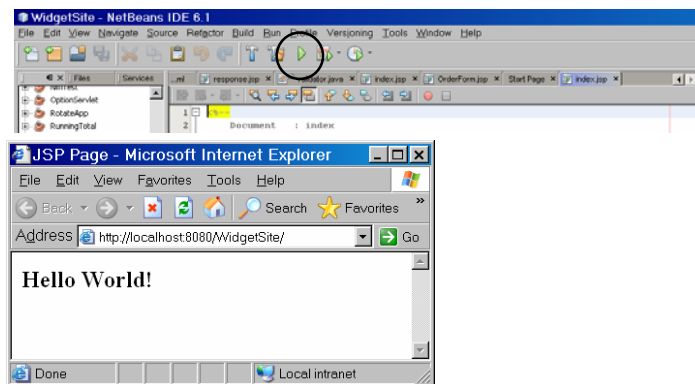 WidgetSite - NetBeans IDE 6.1
File Edit View Navigate Source Refactor Build Run Profile Versioning Tools Window Help
Files Services ...ml response.jsp validator.java index.jsp OrderForm.jsp Start Page index.jsp
OptionServlet
RotateApp
RunningTotal
1 <%--
2 Document : index
JSP Page - Microsoft Internet Explorer
File Edit View Favorites Tools Help
Back Search Favorites »
Address http://localhost:8080/WidgetSite/ Go
Hello World!
Done Local intranet